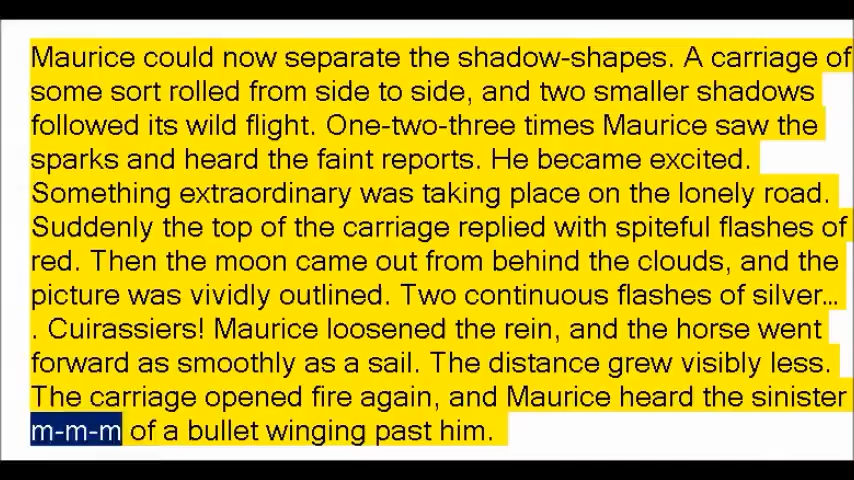 Maurice could now separate the shadow-shapes. A carriage of
some sort rolled from side to side, and two smaller shadows
followed its wild flight. One-two-three times Maurice saw the
sparks and heard the faint reports. He became excited.
Something extraordinary was taking place on the lonely road.
Suddenly the top of the carriage replied with spiteful flashes of
red. Then the moon came out from behind the clouds, and the
picture was vividly outlined. Two continuous flashes of silver...
. Cuirassiers! Maurice loosened the rein, and the horse went
forward as smoothly as a sail. The distance grew visibly less.
The carriage opened fire again, and Maurice heard the sinister
m-m-m of a bullet winging past him.